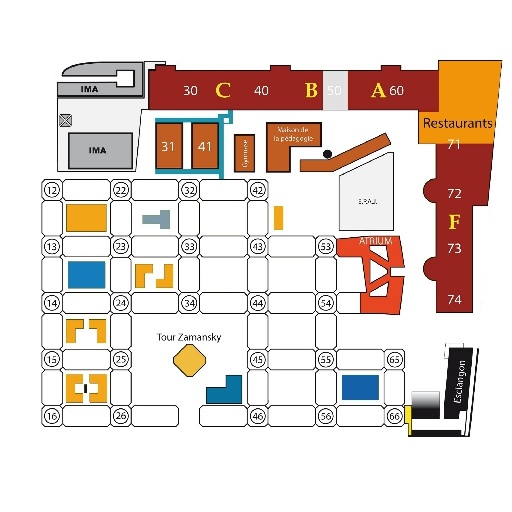 IMA
30 C 40 B 50 A 60
Restaurants
IMA
31
41
Gymnase
Maison de
la pédagogie
71
72
F
73
74
12 22 32 42
13 23 33 43 53
ATRIUM
14 24 34 44 54
Tour Zamansky
15 25 45 55 65
Esclangon
16 26 46 56 66